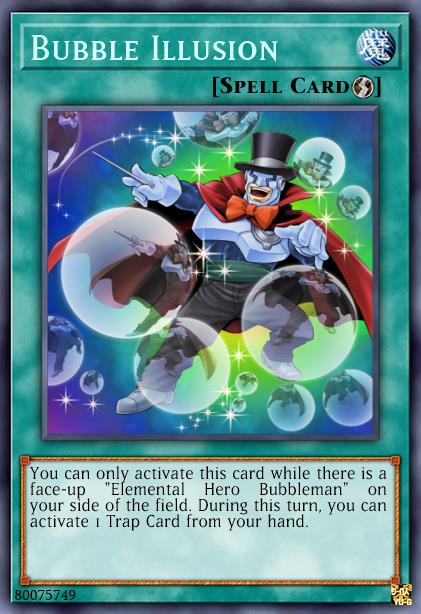 Bubble Illusion
魔
[Spell Card]
You can only activate this card while there is a
face-up "Elemental Hero Bubbleman" on
your side of the field. During this turn, you can
activate 1 Trap Card from your hand.
80075749